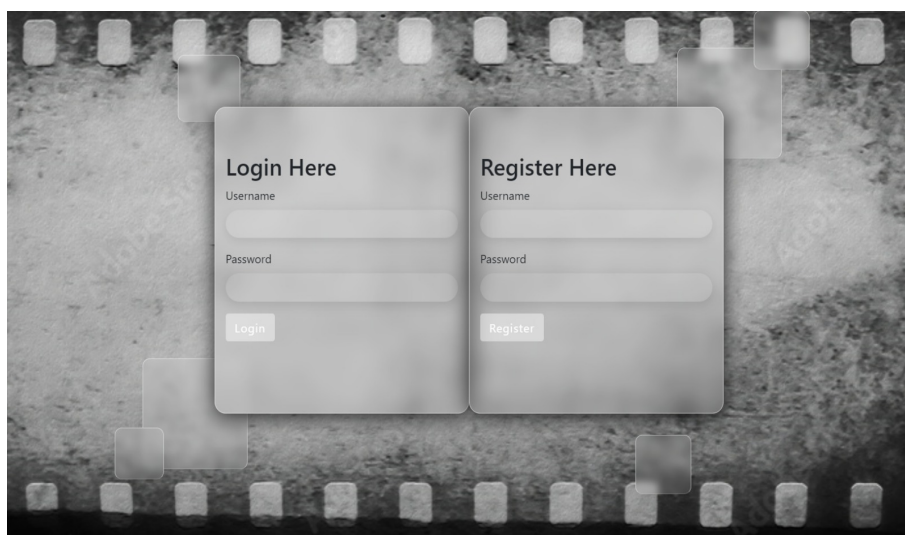 Login Here
Username
Password
Login
Register Here
Username
Password
Register